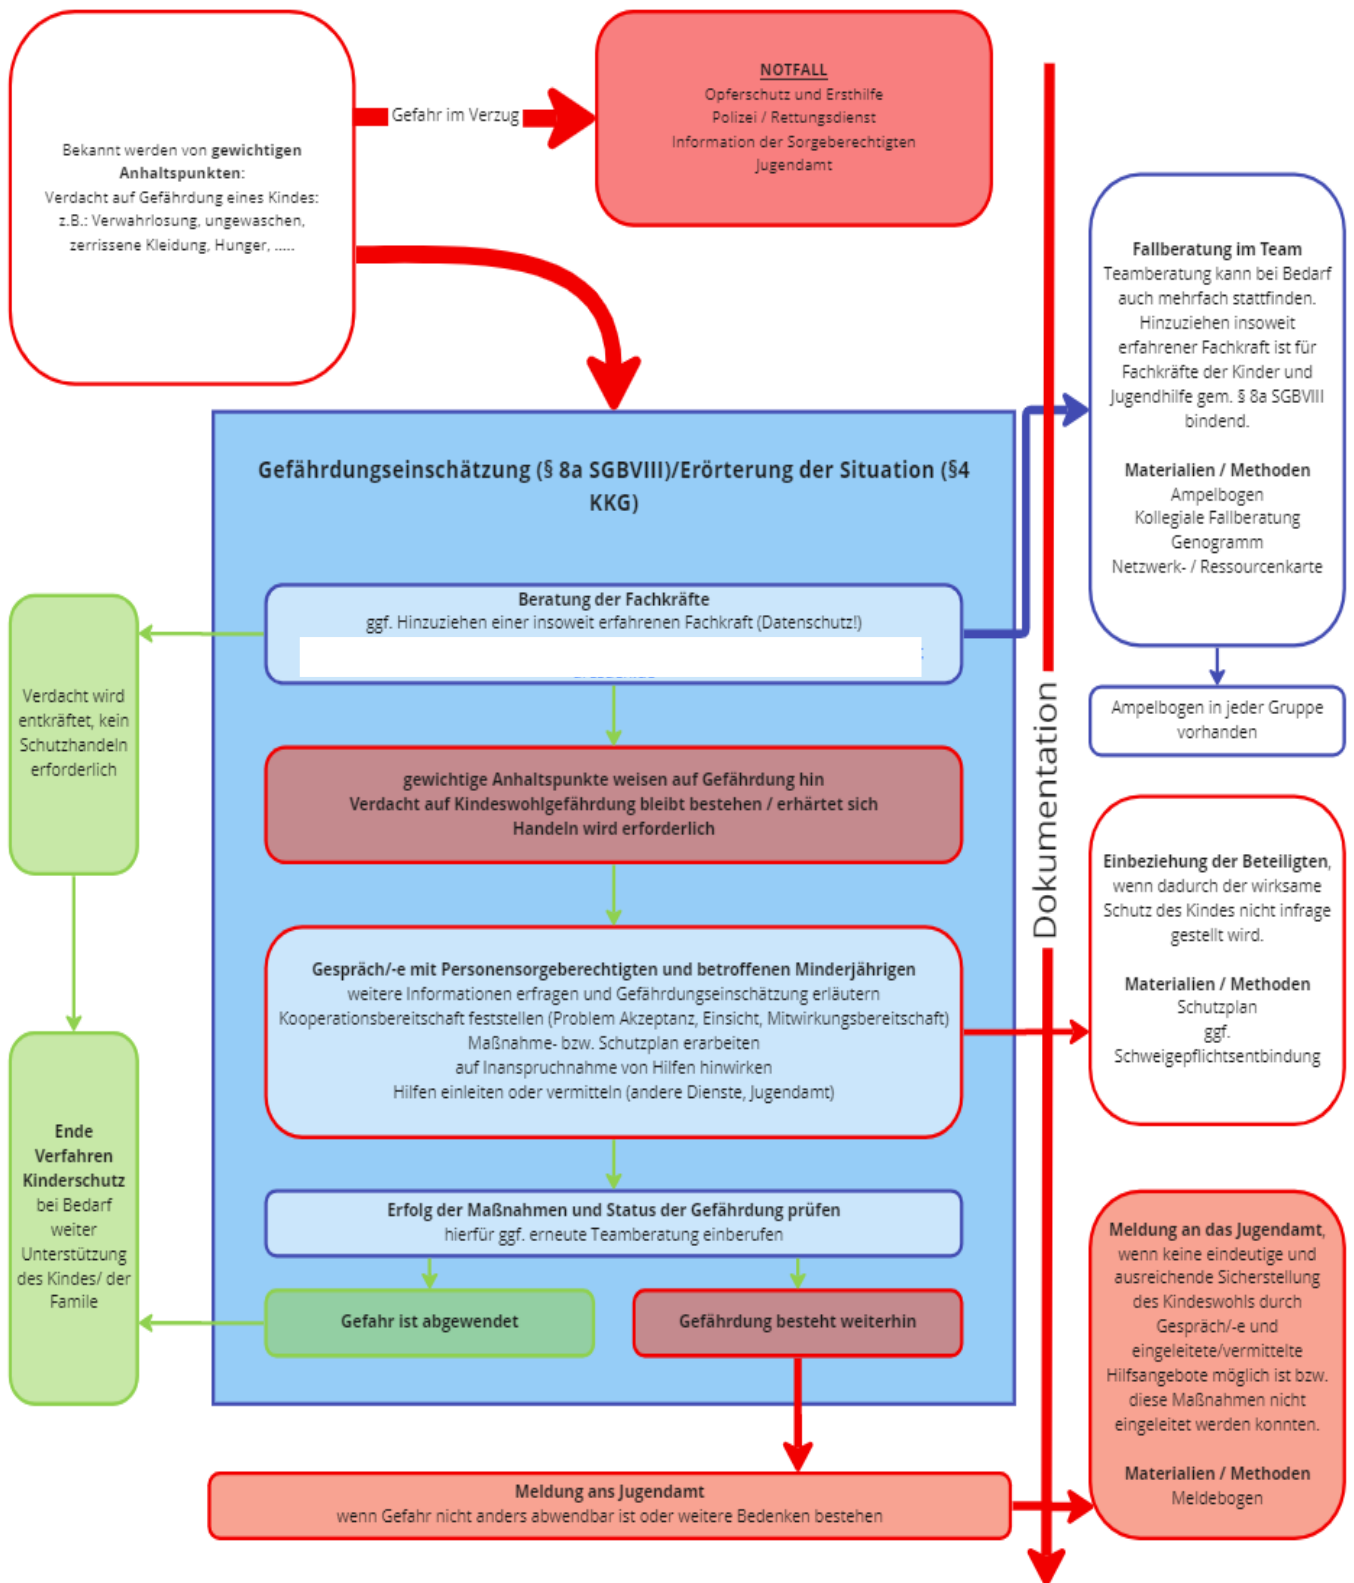 Bekannt werden von gewichtigen
Anhaltspunkten:
Verdacht auf Gefährdung eines Kindes:
z.B.: Verwahrlosung, ungewaschen,
zerrissene Kleidung, Hunger, .....
Gefahr im Verzug
NOTFALL
Opferschutz und Ersthilfe
Polizei / Rettungsdienst
Information der Sorgeberechtigten
Jugendamt
Fallberatung im Team
Teamberatung kann bei Bedarf
auch mehrfach stattfinden.
Hinzuziehen insoweit
erfahrener Fachkraft ist für
Fachkräfte der Kinder und
Jugendhilfe gem. § 8a SGBVIII
bindend.
Materialien / Methoden
Ampelbogen
Kollegiale Fallberatung
Genogramm
Netzwerk- / Ressourcenkarte
Ampelbogen in jeder Gruppe
vorhanden
Gefährdungseinschätzung (§ 8a SGBVIII)/Erörterung der Situation (§4
KKG)
Beratung der Fachkräfte
ggf. Hinzuziehen einer insoweit erfahrenen Fachkraft (Datenschutz!)
Verdacht wird
entkräftet, kein
Schutzhandeln
erforderlich
gewichtige Anhaltspunkte weisen auf Gefährdung hin
Verdacht auf Kindeswohlgefährdung bleibt bestehen / erhärtet sich
Handeln wird erforderlich
Dokumentation
Einbeziehung der Beteiligten,
wenn dadurch der wirksame
Schutz des Kindes nicht infrage
gestellt wird.
Materialien / Methoden
Schutzplan
ggf.
Schweigepflichtsentbindung
Gespräch/-e mit Personensorgeberechtigten und betroffenen Minderjährigen
weitere Informationen erfragen und Gefährdungseinschätzung erläutern
Kooperationsbereitschaft feststellen (Problem Akzeptanz, Einsicht, Mitwirkungsbereitschaft)
Maßnahme- bzw. Schutzplan erarbeiten
auf Inanspruchnahme von Hilfen hinwirken
Hilfen einleiten oder vermitteln (andere Dienste, Jugendamt)
Ende
Verfahren
Kinderschutz
bei Bedarf
weiter
Unterstützung
des Kindes/ der
Famile
Erfolg der Maßnahmen und Status der Gefährdung prüfen
hierfür ggf. erneute Teamberatung einberufen
Gefahr ist abgewendet
Gefährdung besteht weiterhin
Meldung an das Jugendamt,
wenn keine eindeutige und
ausreichende Sicherstellung
des Kindeswohls durch
Gespräch/-e und
eingeleitete/vermittelte
Hilfsangebote möglich ist bzw.
diese Maßnahmen nicht
eingeleitet werden konnten.
Materialien / Methoden
Meldebogen
Meldung ans Jugendamt
wenn Gefahr nicht anders abwendbar ist oder weitere Bedenken bestehen